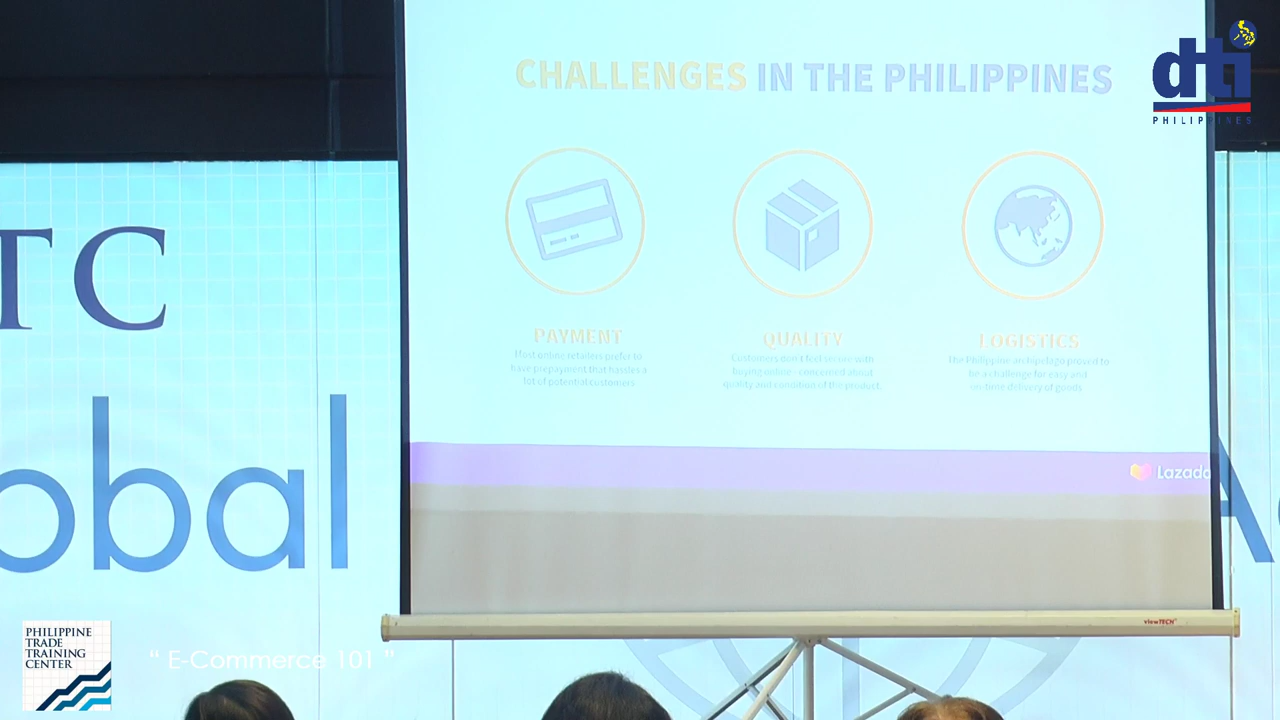 CHALLENGES IN THE PHILIPPINES
dti
PHILIPPINES
TC
PAYMENT
Most online retailers prefer to
have prepayment that hassles a
lot of potential customers
QUALITY
Customers don't feel secure with
buying online - concerned about
quality and condition of the product.
LOGISTICS
The Philippine archipelago proved to
be a challenge for easy and
on-time delivery of goods
obal
Lazada
A
viewTECH
PHILIPPINE
TRADE
TRAINING
CENTER
“ E-Commerce 101 ”